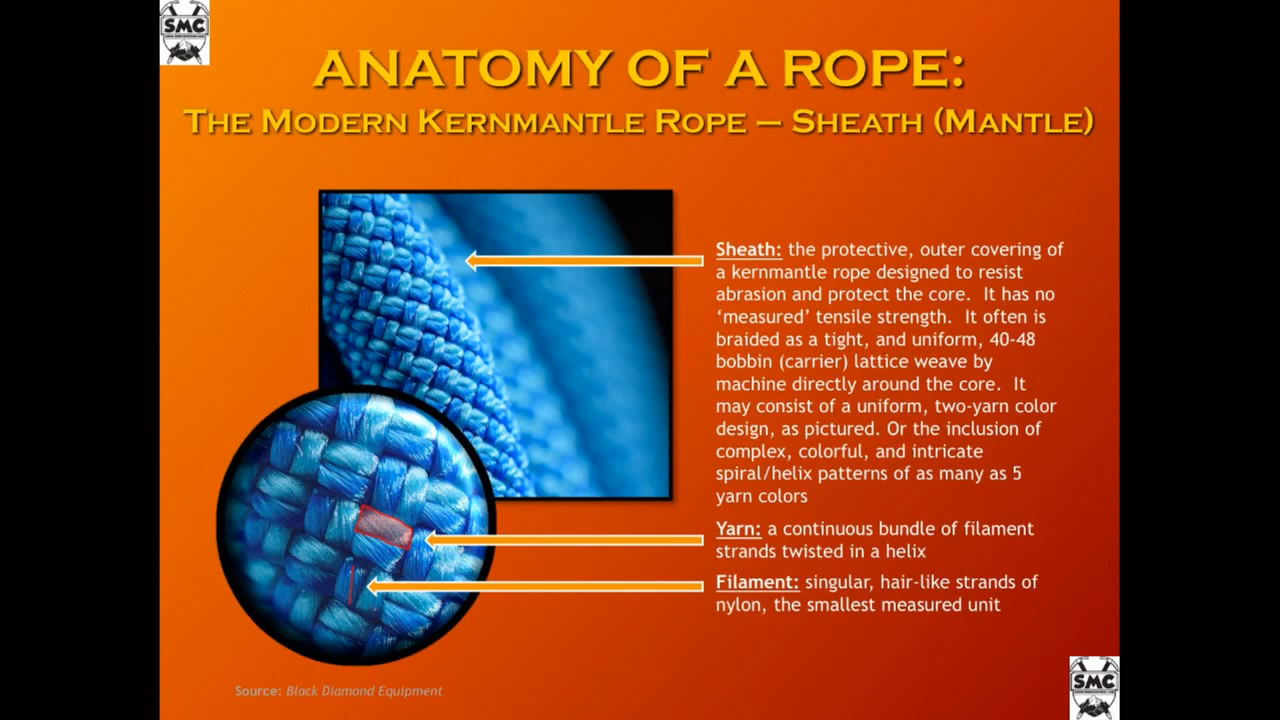 SMC
ANATOMY OF A ROPE:
THE MODERN KERNMANTLE ROPE – SHEATH (MANTLE)
Sheath: the protective, outer covering of
a kernmantle rope designed to resist
abrasion and protect the core.  It has no
‘measured’ tensile strength.  It often is
braided as a tight, and uniform, 40-48
bobbin (carrier) lattice weave by
machine directly around the core.  It
may consist of a uniform, two-yarn color
design, as pictured. Or the inclusion of
complex, colorful, and intricate
spiral/helix patterns of as many as 5
yarn colors
Yarn: a continuous bundle of filament
strands twisted in a helix
Filament: singular, hair-like strands of
nylon, the smallest measured unit
Source: Black Diamond Equipment
SMC